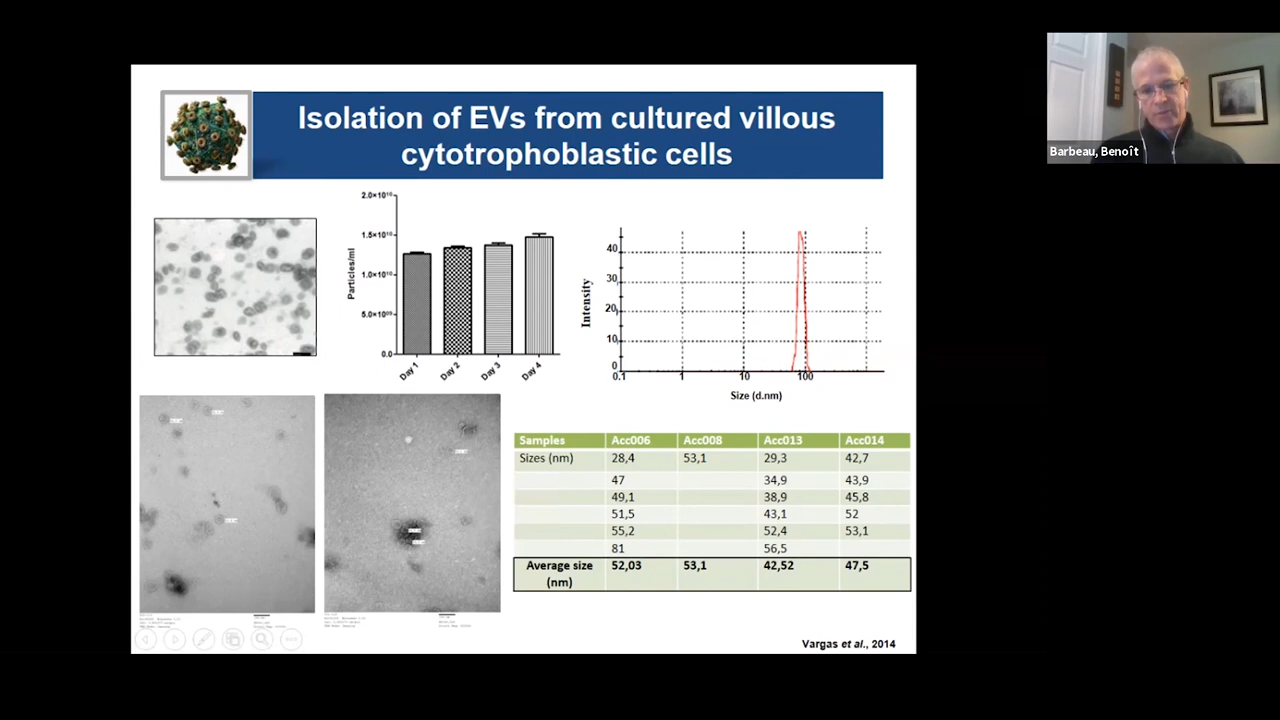 Isolation of EVs from cultured villous
cytotrophoblastic cells
Barbeau, Benoît
2.0×10¹⁰
1.5×10¹⁰
1.0×10¹⁰
5.0×10⁰⁹
0.0
Particles/ml
Day 1
Day 2
Day 3
Day 4
Intensity
40
30
20
10
0
0.1
1
10
100
Size (d.nm)
Samples Acc006 Acc008 Acc013 Acc014
Sizes (nm) 28,4 53,1 29,3 42,7
47 34,9 43,9
49,1 38,9 45,8
51,5 43,1 52
55,2 52,4 53,1
81 56,5
Average size 52,03 53,1 42,52 47,5
(nm)
Vargas et al., 2014